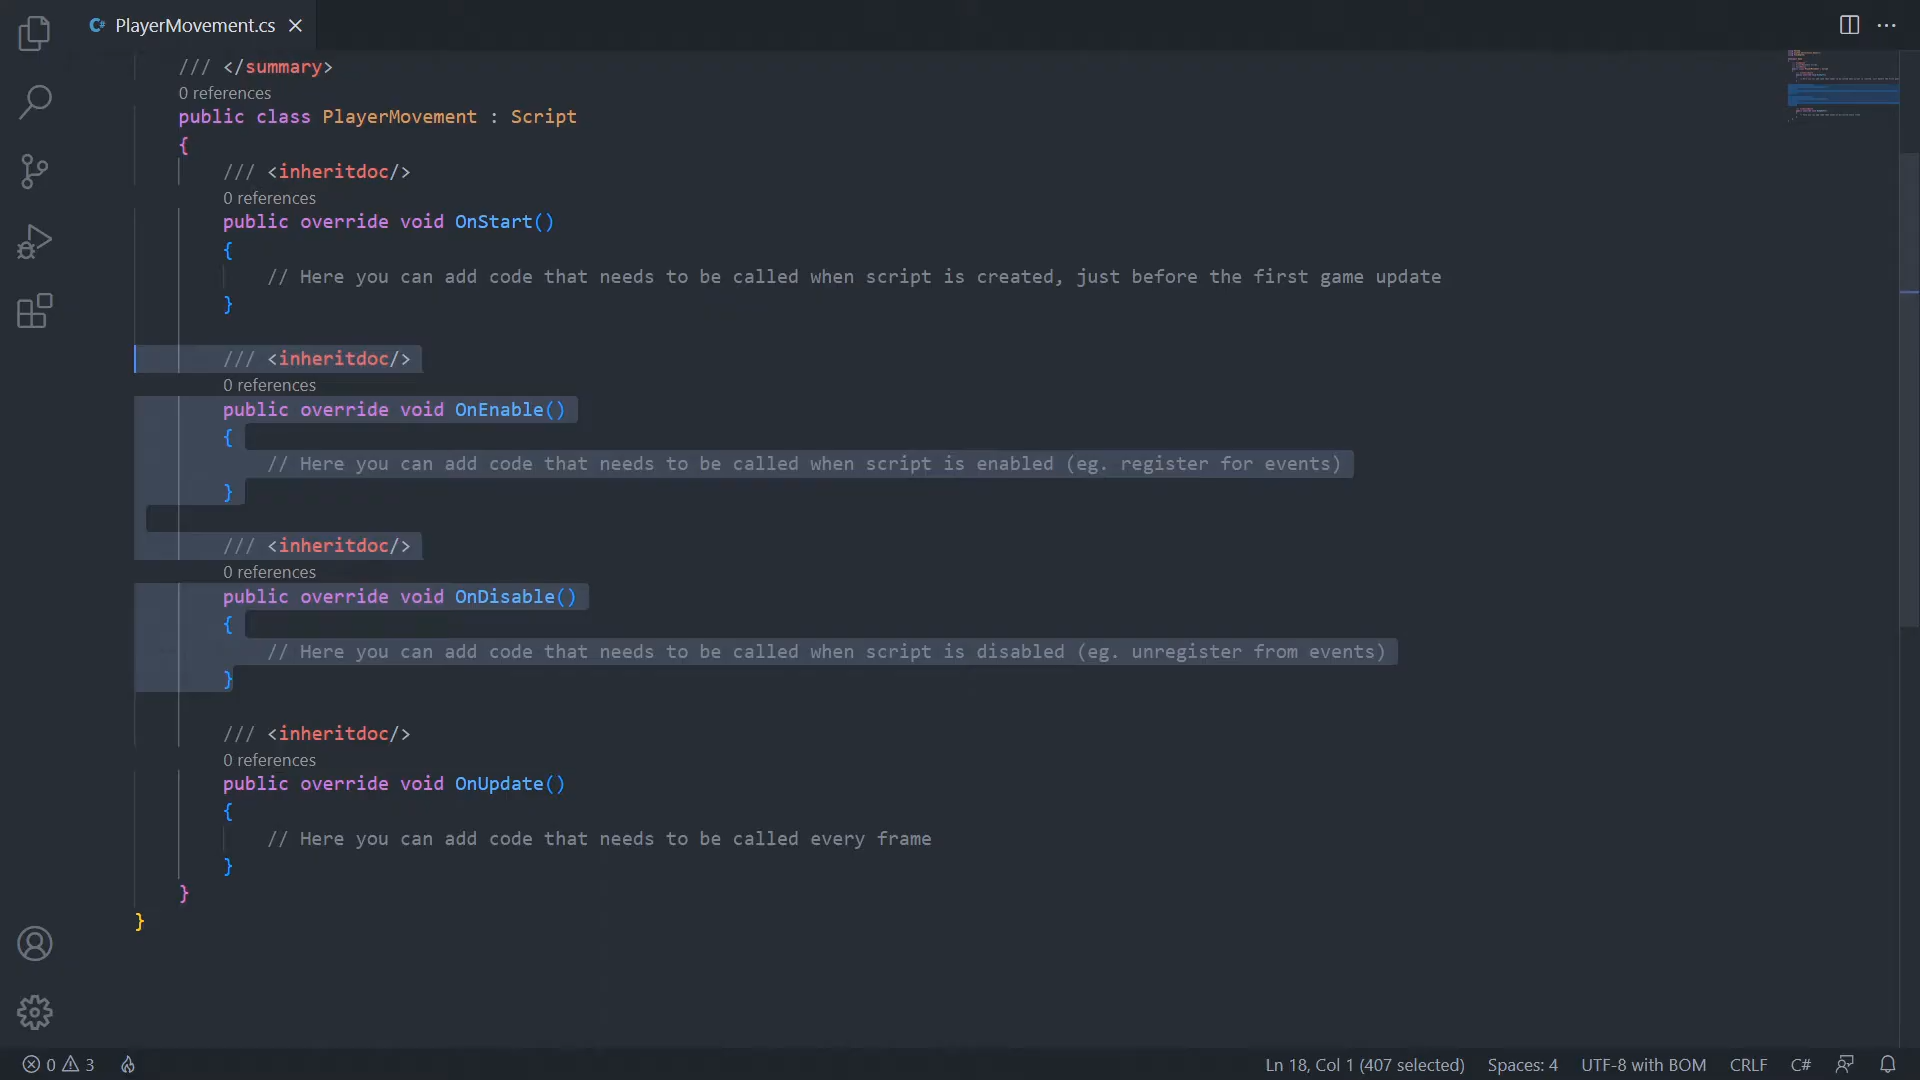 C# PlayerMovement.cs
/// </summary>
0 references
public class PlayerMovement : Script
{
/// <inheritdoc/>
0 references
public override void OnStart()
{
// Here you can add code that needs to be called when script is created, just before the first game update
}
/// <inheritdoc/>
0 references
public override void OnEnable()
{
// Here you can add code that needs to be called when script is enabled (eg. register for events)
}
/// <inheritdoc/>
0 references
public override void OnDisable()
{
// Here you can add code that needs to be called when script is disabled (eg. unregister from events)
}
/// <inheritdoc/>
0 references
public override void OnUpdate()
{
// Here you can add code that needs to be called every frame
}
}
}
0 3 Ln 18, Col 1 (407 selected) Spaces: 4 UTF-8 with BOM CRLF C#